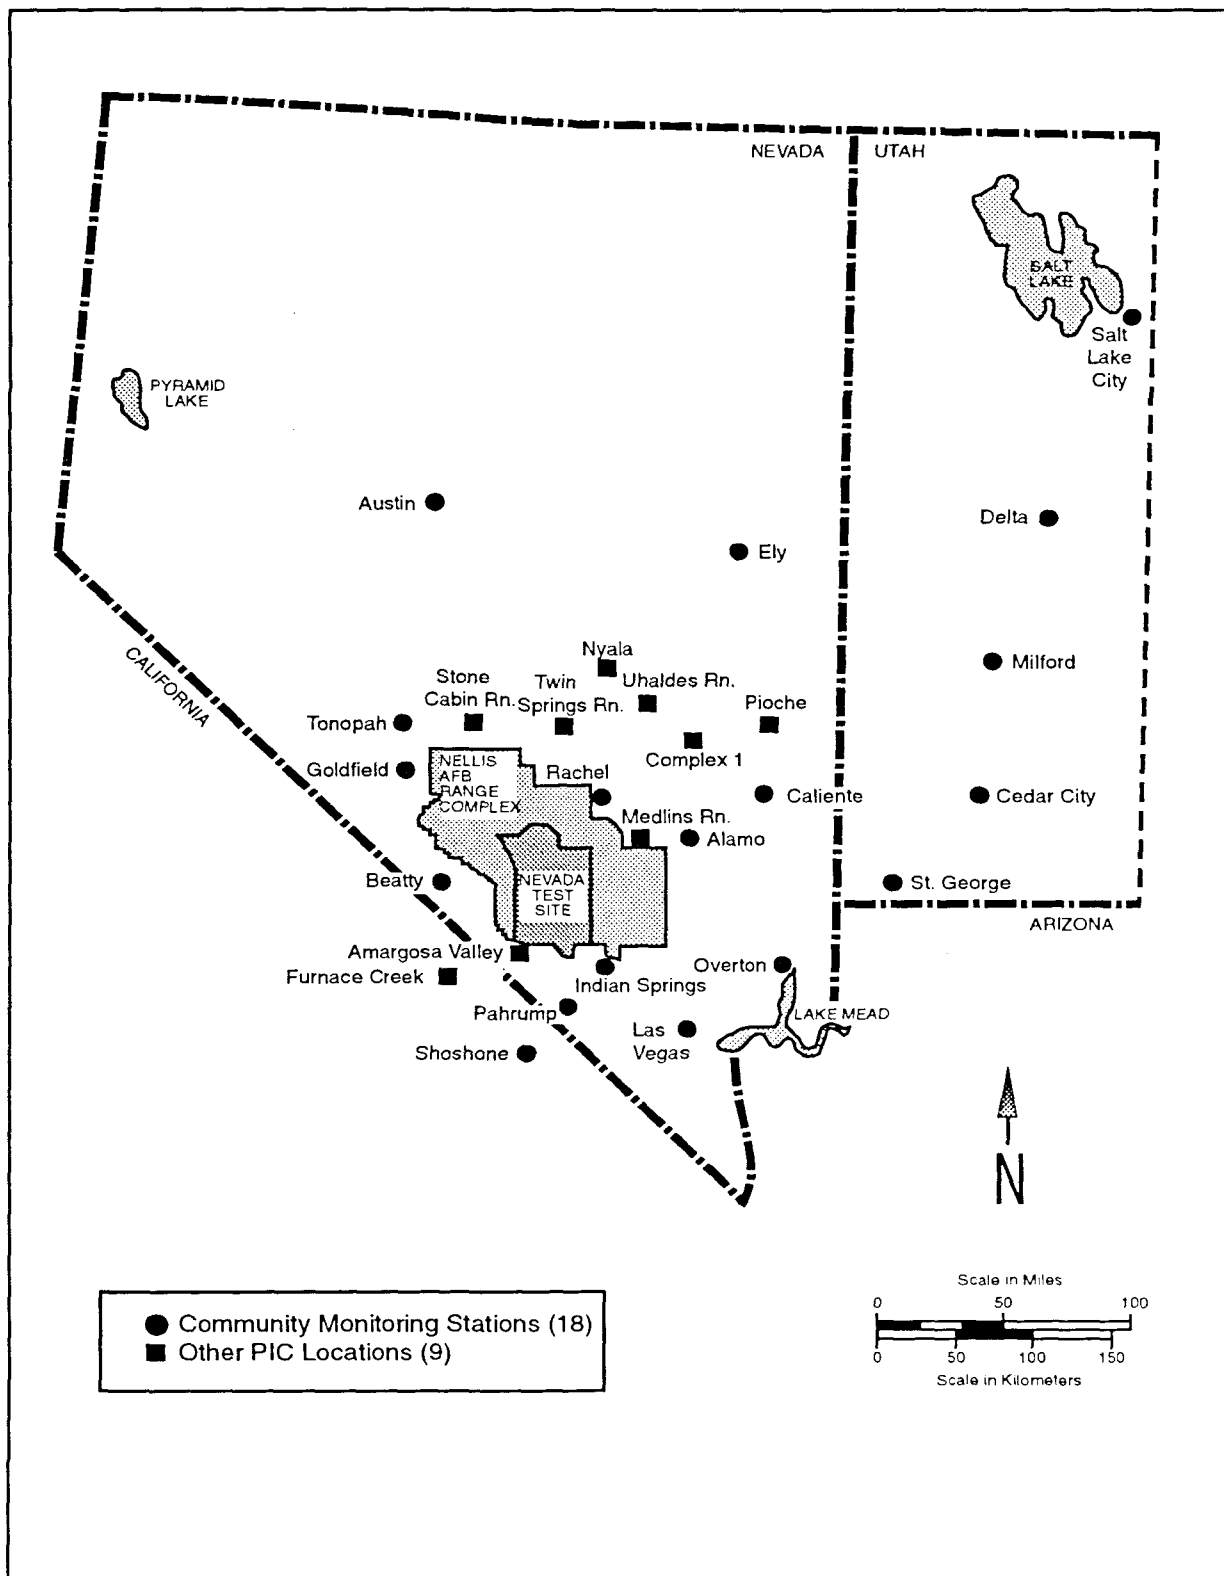 NEVADA
UTAH
SALT
LAKE
Salt
Lake
City
PYRAMID
LAKE
Austin
Delta
Ely
CALIFORNIA
Nyala
Milford
Stone
Cabin Rn.
Twin
Springs Rn.
Uhaldes Rn.
Pioche
Tonopah
Complex 1
Goldfield
NELLIS
AFB
RANGE
COMPLEX
Rachel
Caliente
Cedar City
Medlins Rn.
Alamo
Beatty
NEVADA
TEST
SITE
St. George
ARIZONA
Amargosa Valley
Furnace Creek
Overton
Indian Springs
Pahrump
LAKE MEAD
Las
Vegas
Shoshone
N
Scale in Miles
0 50 100
0 50 100 150
Scale in Kilometers
Community Monitoring Stations (18)
Other PIC Locations (9)